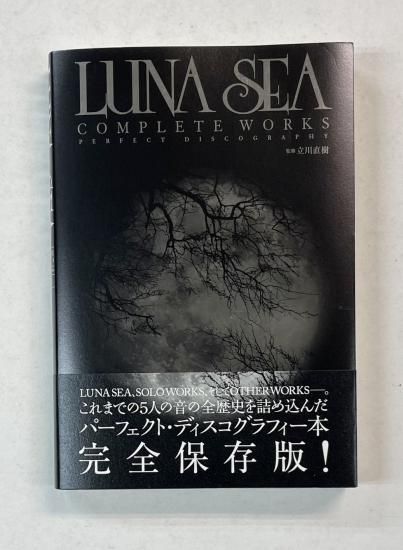 LUNA SEA
COMPLETE WORKS
PERFECT DISCOGRAPHY
監修 立川直樹
LUNA SEA、SOLO WORKS、そしてOTHER WORKS—。
これまでの5人の音の全歴史を詰め込んだ
パーフェクト・ディスコグラフィー本
完全保存版!